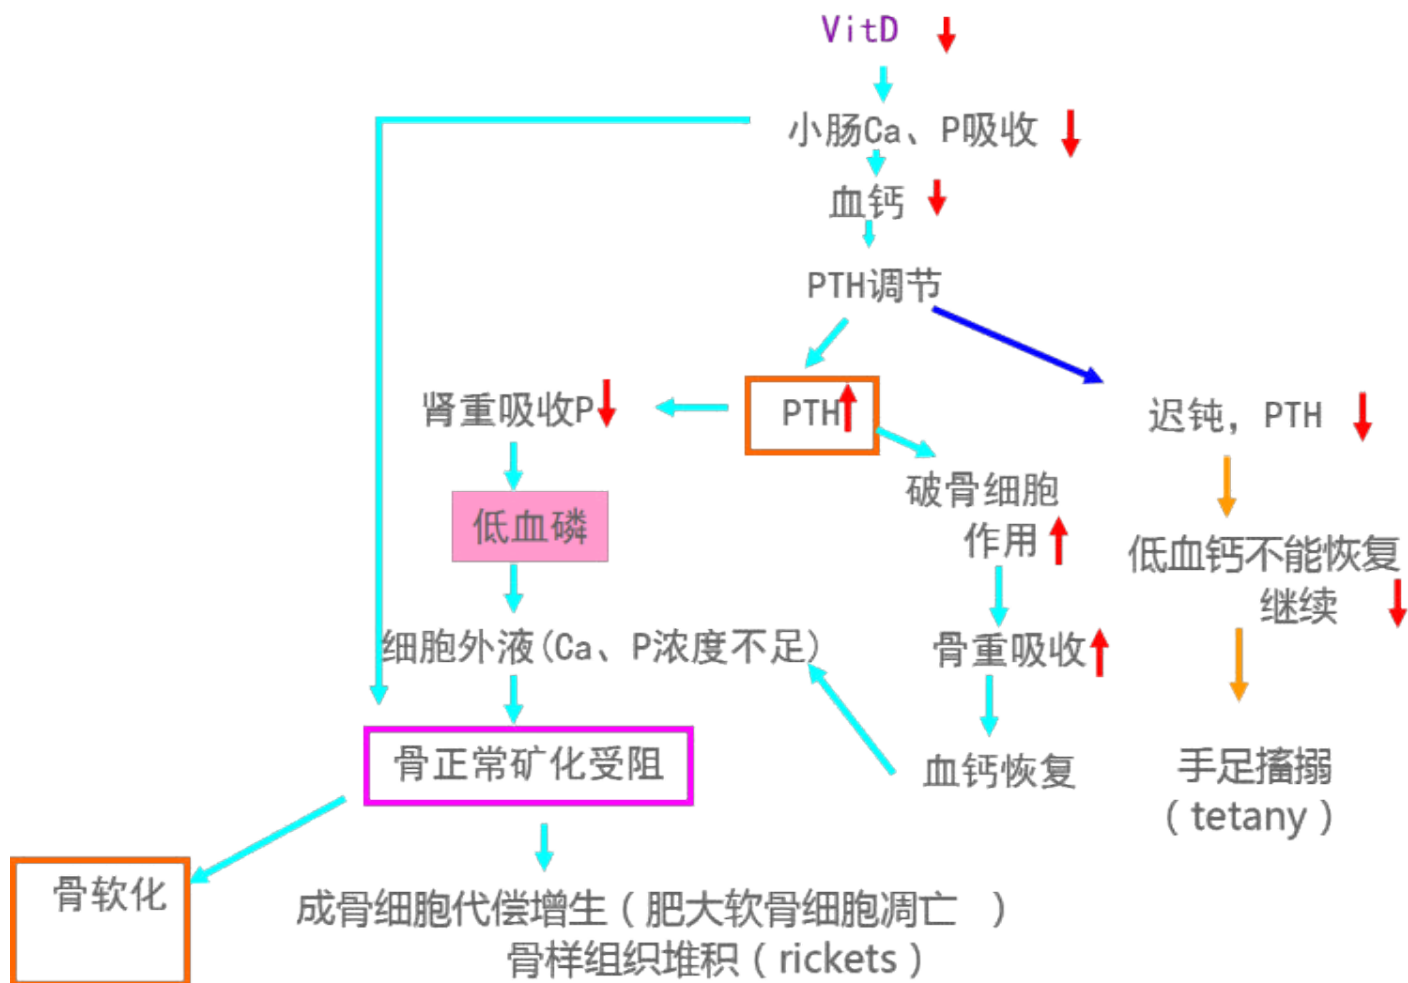 VitD
小肠Ca、P吸收
血钙
PTH调节
肾重吸收P
PTH
迟钝，PTH
破骨细胞
作用
低血磷
低血钙不能恢复
继续
细胞外液(Ca、P浓度不足)
骨重吸收
骨正常矿化受阻
血钙恢复
手足搐搦
（tetany）
骨软化
成骨细胞代偿增生（肥大软骨细胞凋亡 ）
骨样组织堆积（rickets）